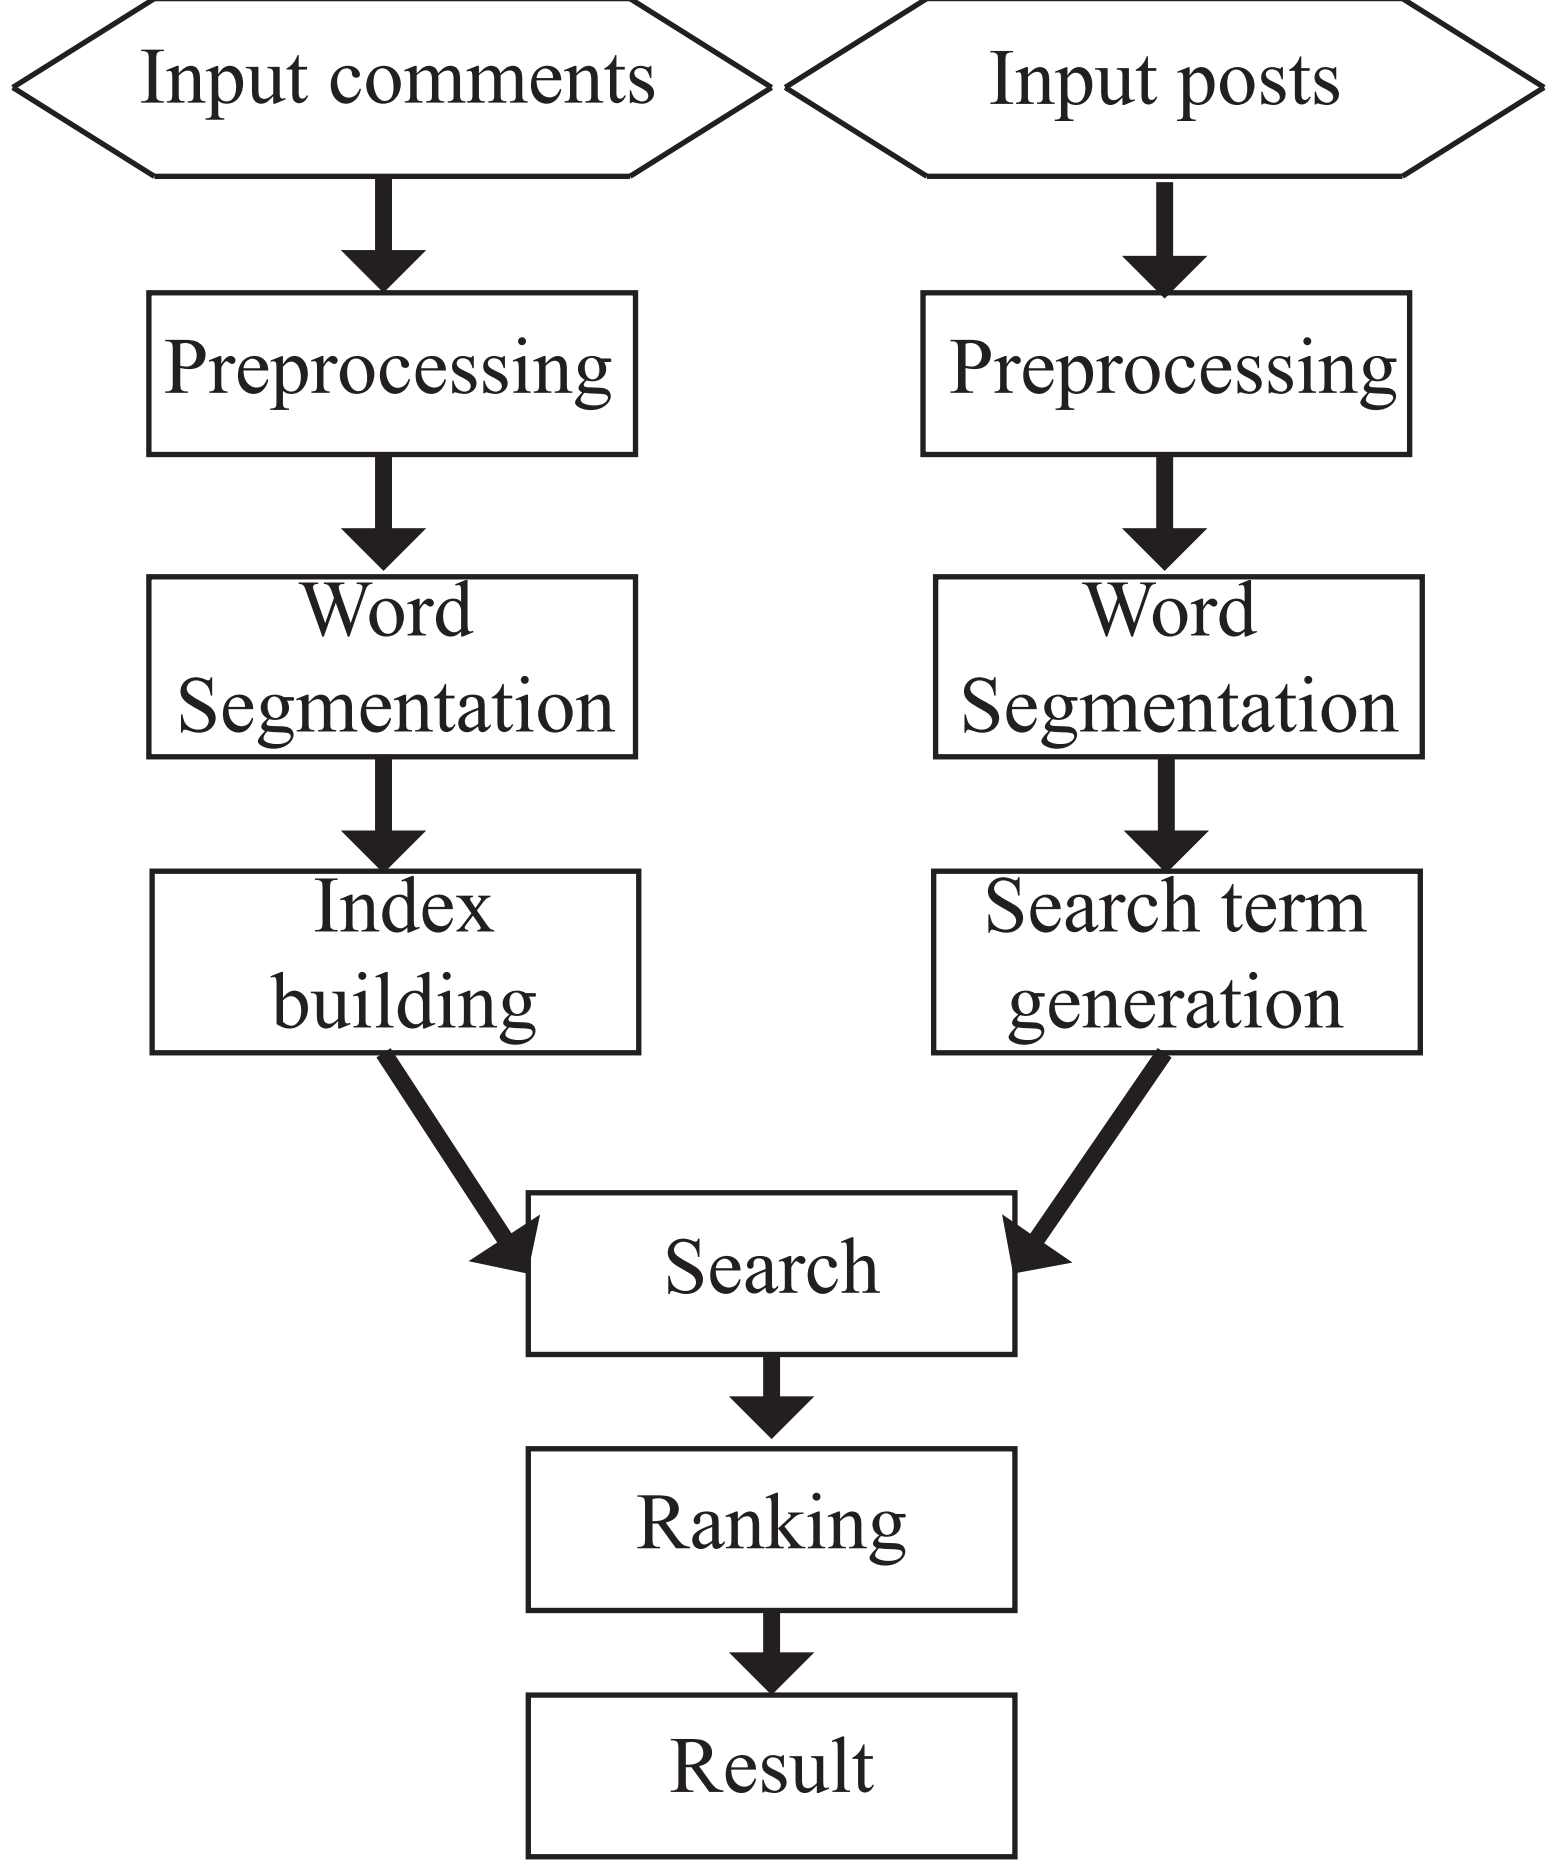 Input comments
Input posts
Preprocessing
Preprocessing
Word
Segmentation
Word
Segmentation
Index
building
Search term
generation
Search
Ranking
Result